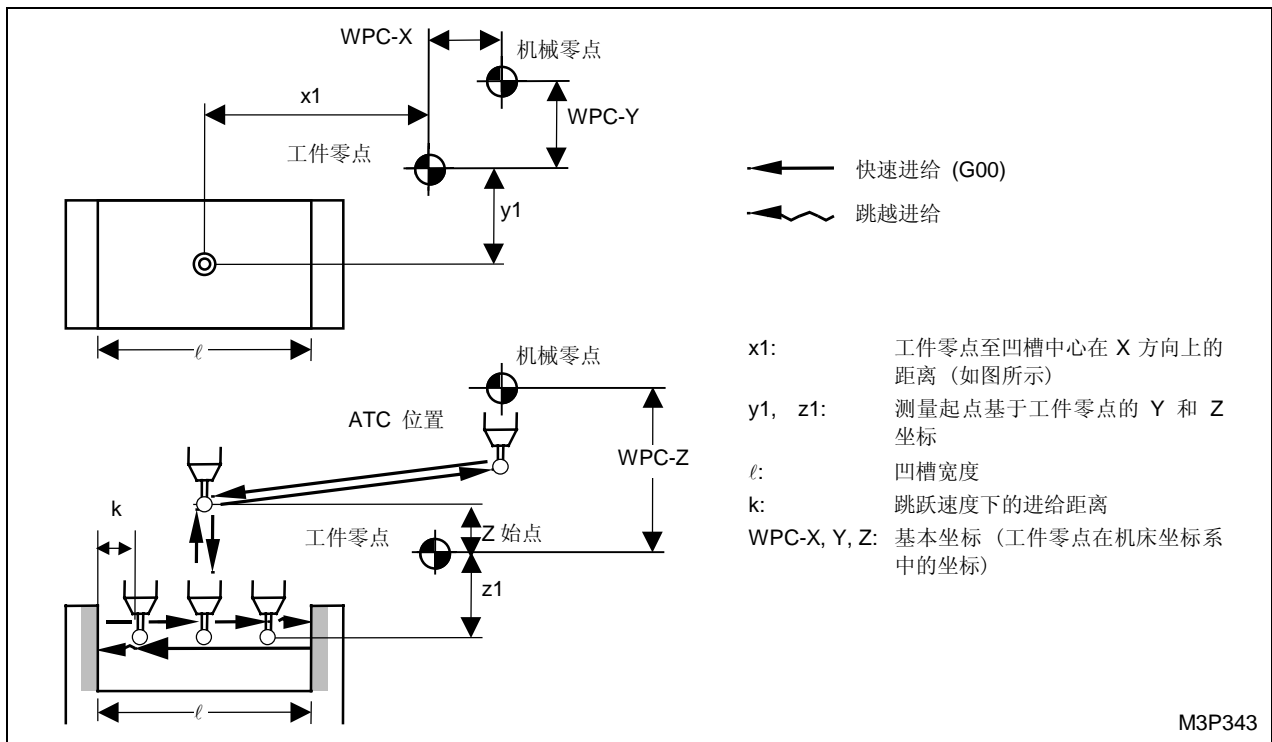 WPC-X
机械零点
x1
WPC-Y
工件零点
y1
ℓ
快速进给 (G00)
跳越进给
机械零点
ATC 位置
WPC-Z
k
工件零点
Z 始点
z1
ℓ
x1: 工件零点至凹槽中心在 X 方向上的
距离 (如图所示)
y1, z1: 测量起点基于工件零点的 Y 和 Z
坐标
ℓ: 凹槽宽度
k: 跳跃速度下的进给距离
WPC-X, Y, Z: 基本坐标 (工件零点在机床坐标系
中的坐标)
M3P343